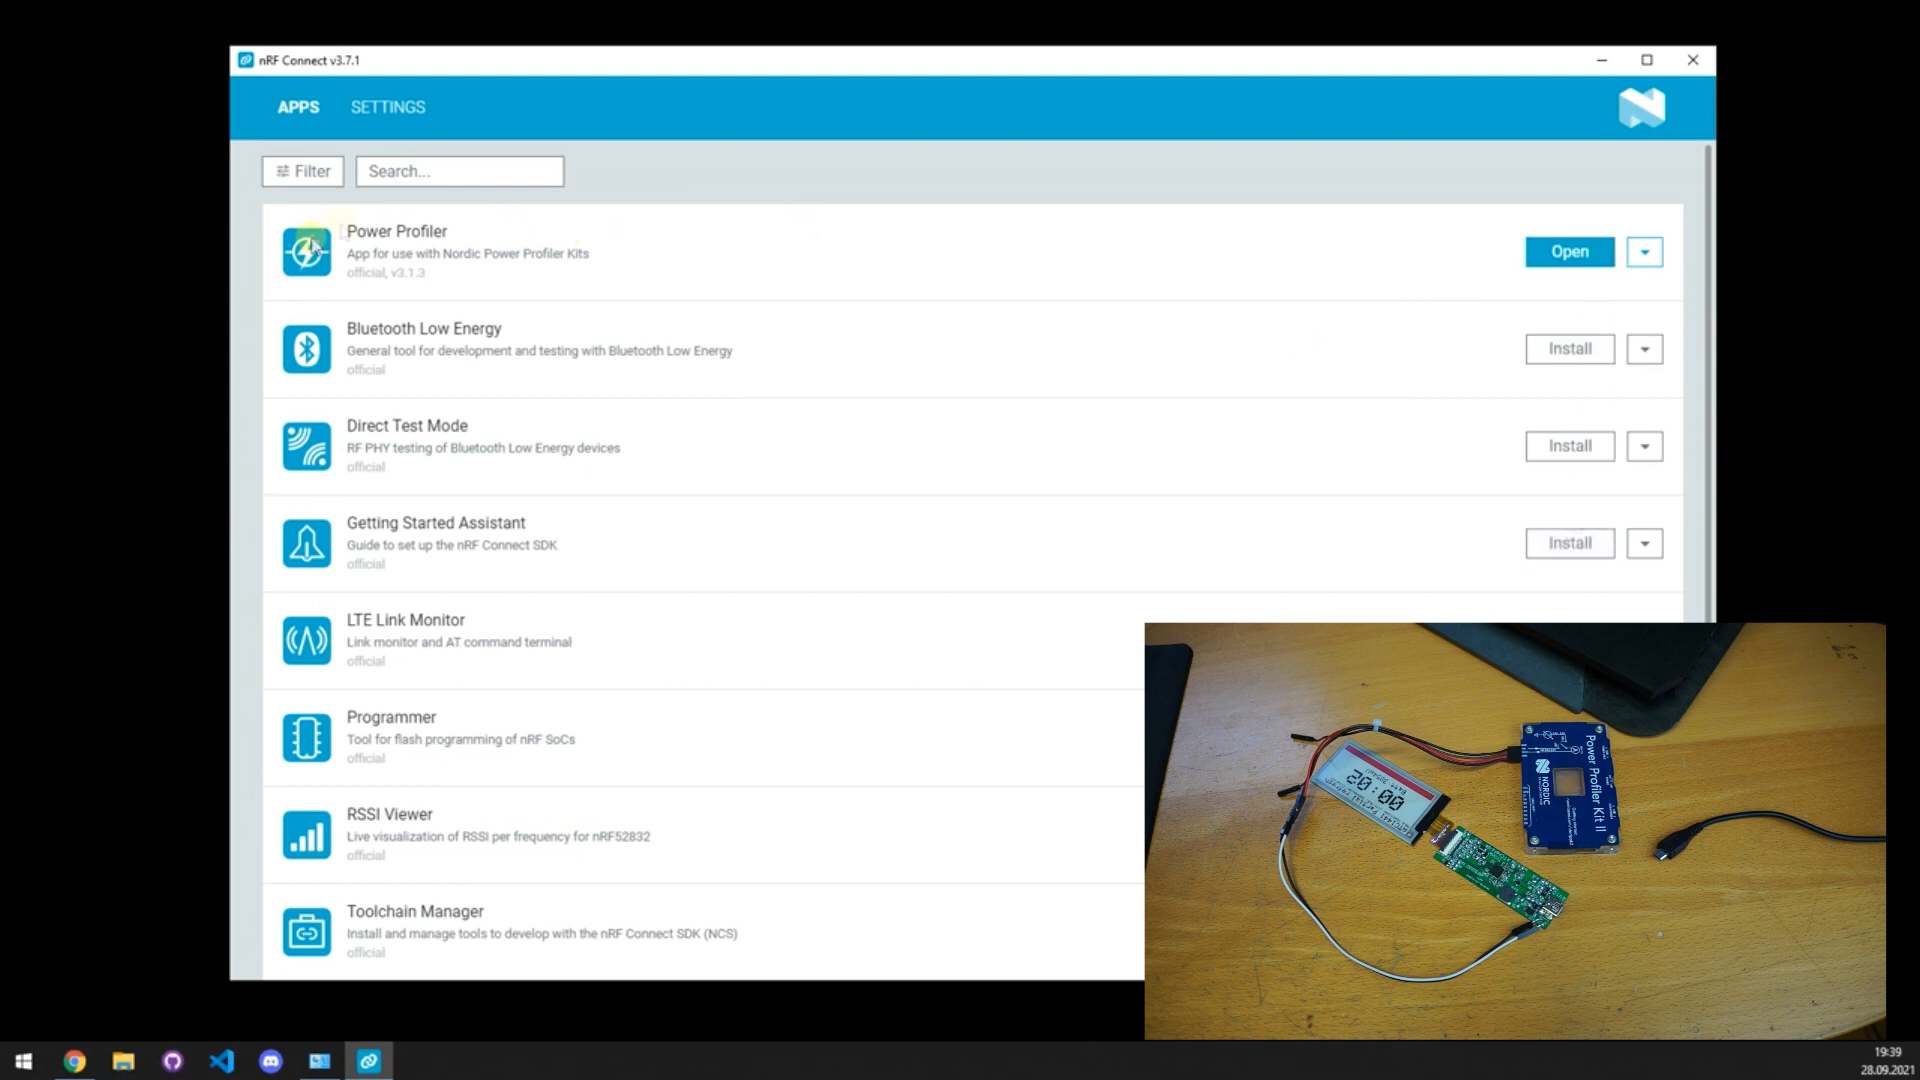 nRF Connect v3.7.1
APPS SETTINGS
Filter Search...
Power Profiler
App for use with Nordic Power Profiler Kits
official, v3.1.3
Open
Bluetooth Low Energy
General tool for development and testing with Bluetooth Low Energy
official
Install
Direct Test Mode
RF PHY testing of Bluetooth Low Energy devices
official
Install
Getting Started Assistant
Guide to set up the nRF Connect SDK
official
Install
LTE Link Monitor
Link monitor and AT command terminal
official
Programmer
Tool for flash programming of nRF SoCs
official
RSSI Viewer
Live visualization of RSSI per frequency for nRF52832
official
Toolchain Manager
Install and manage tools to develop with the nRF Connect SDK (NCS)
official
00:02
Power Profiler Kit II
NORDIC
19:39
28.09.2021